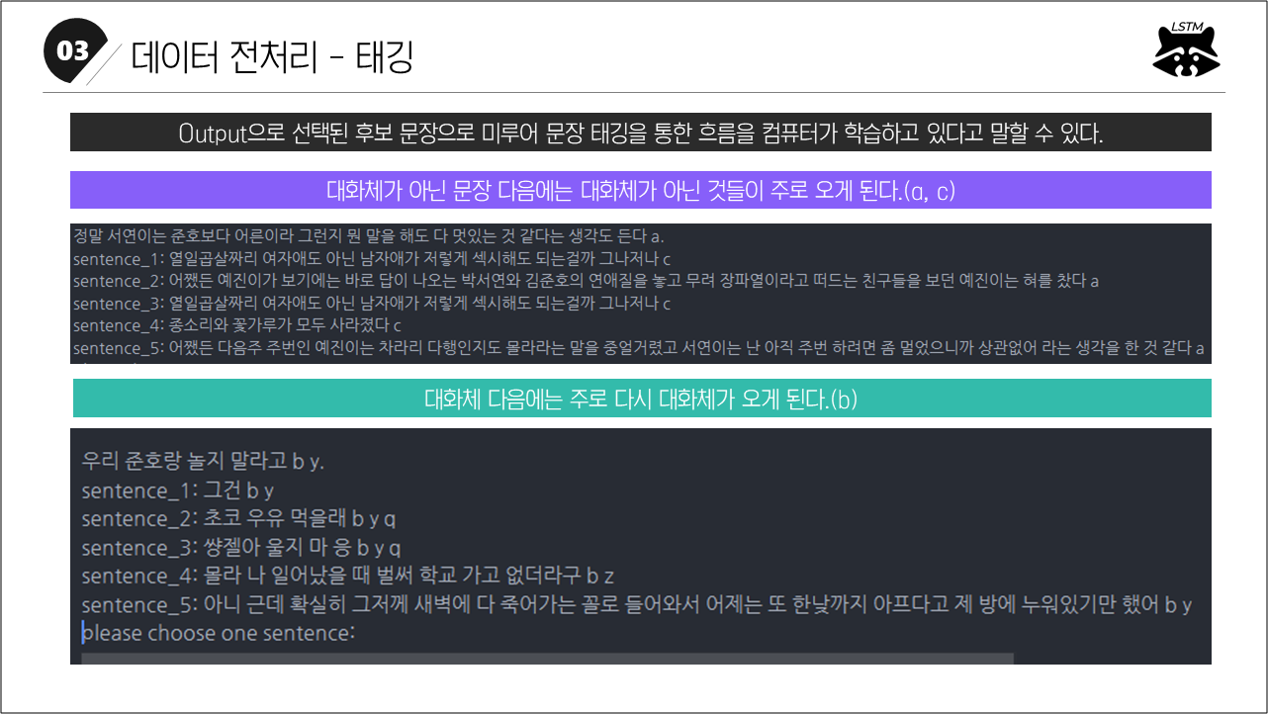 03 데이터 전처리 - 태깅
LSTM
Output으로 선택된 후보 문장으로 미루어 문장 태깅을 통한 흐름을 컴퓨터가 학습하고 있다고 말할 수 있다.
대화체가 아닌 문장 다음에는 대화체가 아닌 것들이 주로 오게 된다.(a, c)
정말 서연이는 준호보다 어른이라 그런지 뭔 말을 해도 다 멋있는 것 같다는 생각도 든다 a.
sentence_1: 열일곱살짜리 여자애도 아닌 남자애가 저렇게 섹시해도 되는걸까 그나저나 c
sentence_2: 어쨌든 예진이가 보기에는 바로 답이 나오는 박서연와 김준호의 연애질을 놓고 무려 장파열이라고 떠드는 친구들을 보던 예진이는 혀를 찼다 a
sentence_3: 열일곱살짜리 여자애도 아닌 남자애가 저렇게 섹시해도 되는걸까 그나저나 c
sentence_4: 종소리와 꽃가루가 모두 사라졌다 c
sentence_5: 어쨌든 다음주 주번인 예진이는 차라리 다행인지도 몰라라는 말을 중얼거렸고 서연이는 난 아직 주번 하려면 좀 멀었으니까 상관없어 라는 생각을 한 것 같다 a
대화체 다음에는 주로 다시 대화체가 오게 된다.(b)
우리 준호랑 놀지 말라고 b y.
sentence_1: 그건 b y
sentence_2: 초코 우유 먹을래 b y q
sentence_3: 썅젤아 울지 마 응 b y q
sentence_4: 몰라 나 일어났을 때 벌써 학교 가고 없더라구 b z
sentence_5: 아니 근데 확실히 그저께 새벽에 다 죽어가는 꼴로 들어와서 어제는 또 한낮까지 아프다고 제 방에 누워있기만 했어 b y
please choose one sentence: